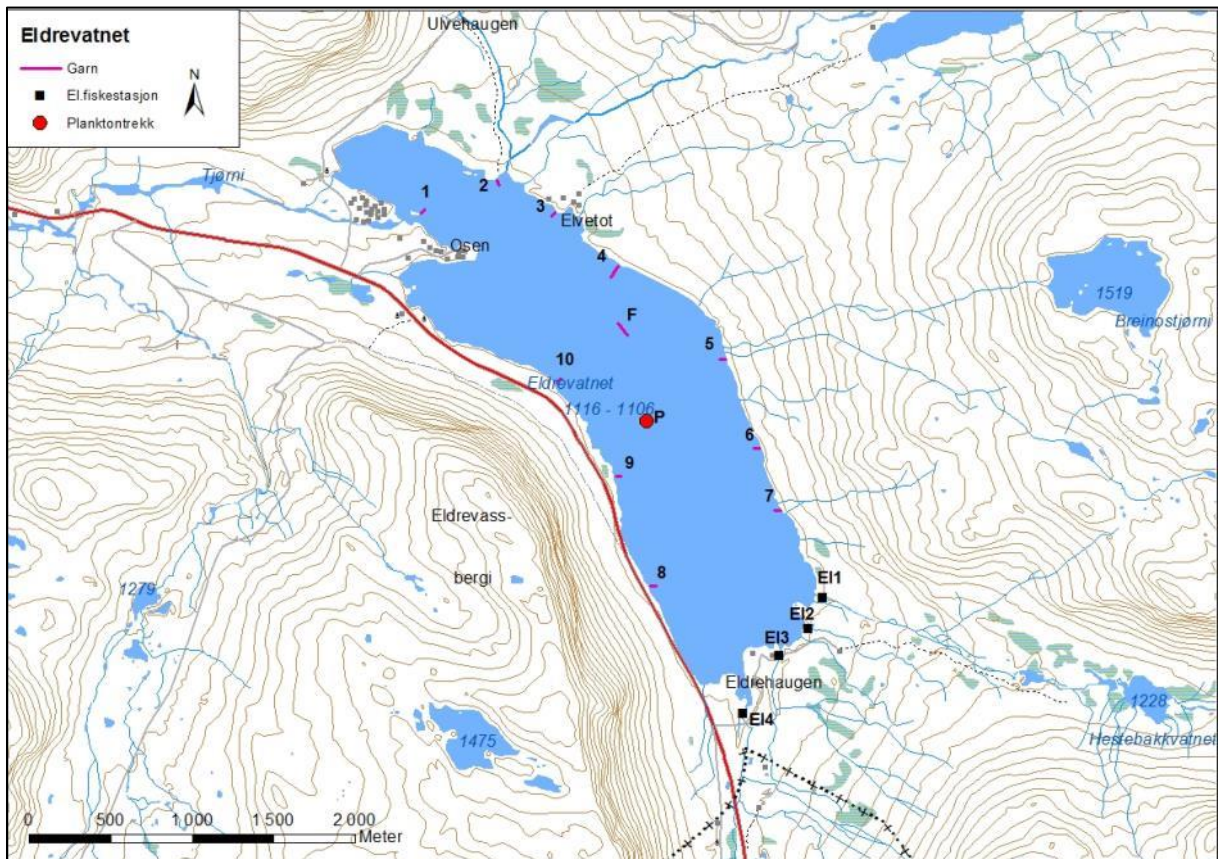 Eldrevatnet
Garn
El.fiskestasjon
Planktontrekk
N
Ulvehaugen
Tjørni
1
2
3
Elvetot
Osen
4
F
5
1519
Breinostjørni
10
Eldrevatnet
1116 - 1106
P
6
9
7
Eldrevass-
bergi
8
1279
El1
El2
El3
Eldrehaugen
El4
1228
Hestebakkvatnet
1475
0 500 1 000 1 500 2 000
Meter